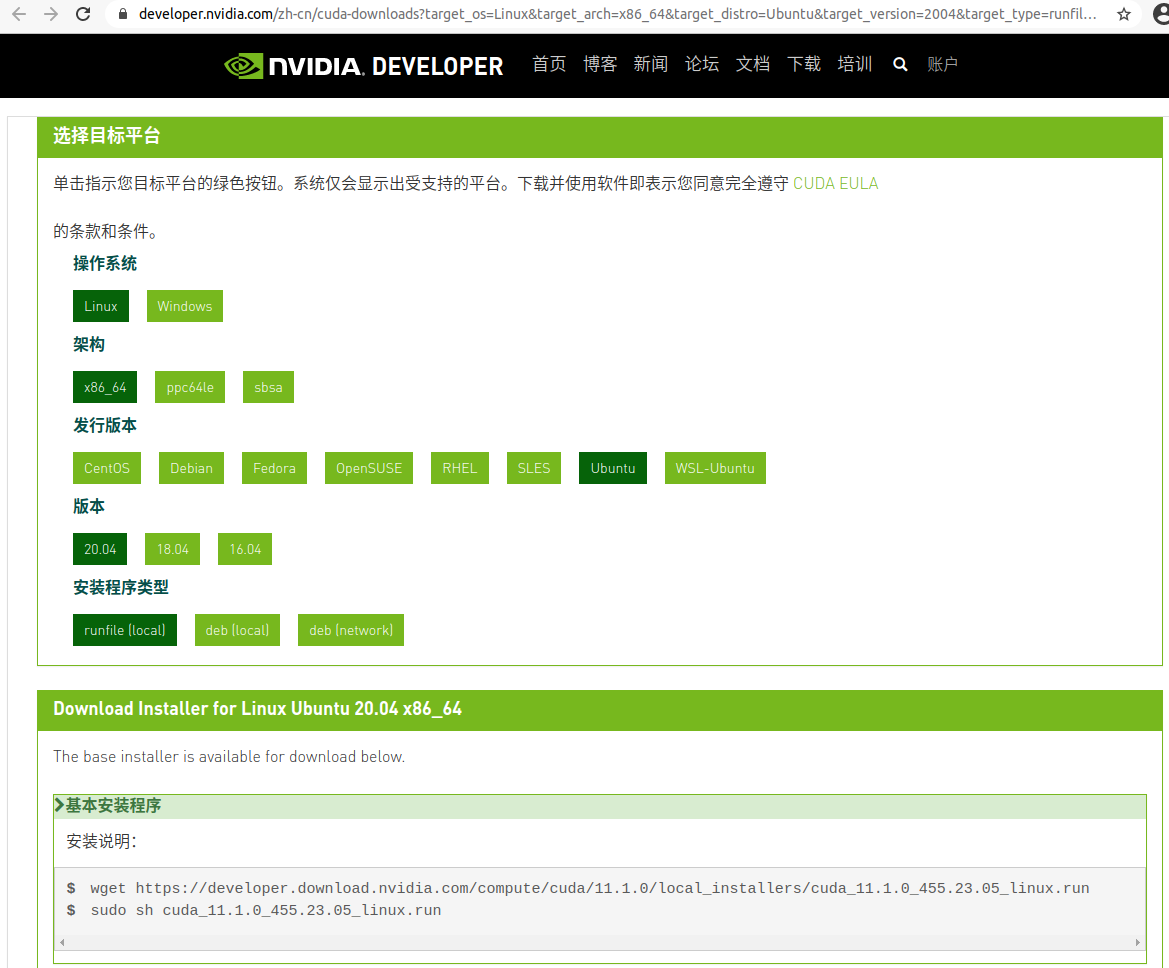 developer.nvidia.com/zh-cn/cuda-downloads?target_os=Linux&target_arch=x86_64&target_distro=Ubuntu&target_version=2004&target_type=runfil...
NVIDIA. DEVELOPER 首页 博客 新闻 论坛 文档 下载 培训 账户
选择目标平台
单击指示您目标平台的绿色按钮。系统仅会显示出受支持的平台。下载并使用软件即表示您同意完全遵守 CUDA EULA
的条款和条件。
操作系统
Linux Windows
架构
x86_64 ppc64le sbsa
发行版本
CentOS Debian Fedora OpenSUSE RHEL SLES Ubuntu WSL-Ubuntu
版本
20.04 18.04 16.04
安装程序类型
runfile (local) deb (local) deb (network)
Download Installer for Linux Ubuntu 20.04 x86_64
The base installer is available for download below.
基本安装程序
安装说明：
$ wget https://developer.download.nvidia.com/compute/cuda/11.1.0/local_installers/cuda_11.1.0_455.23.05_linux.run
$ sudo sh cuda_11.1.0_455.23.05_linux.run